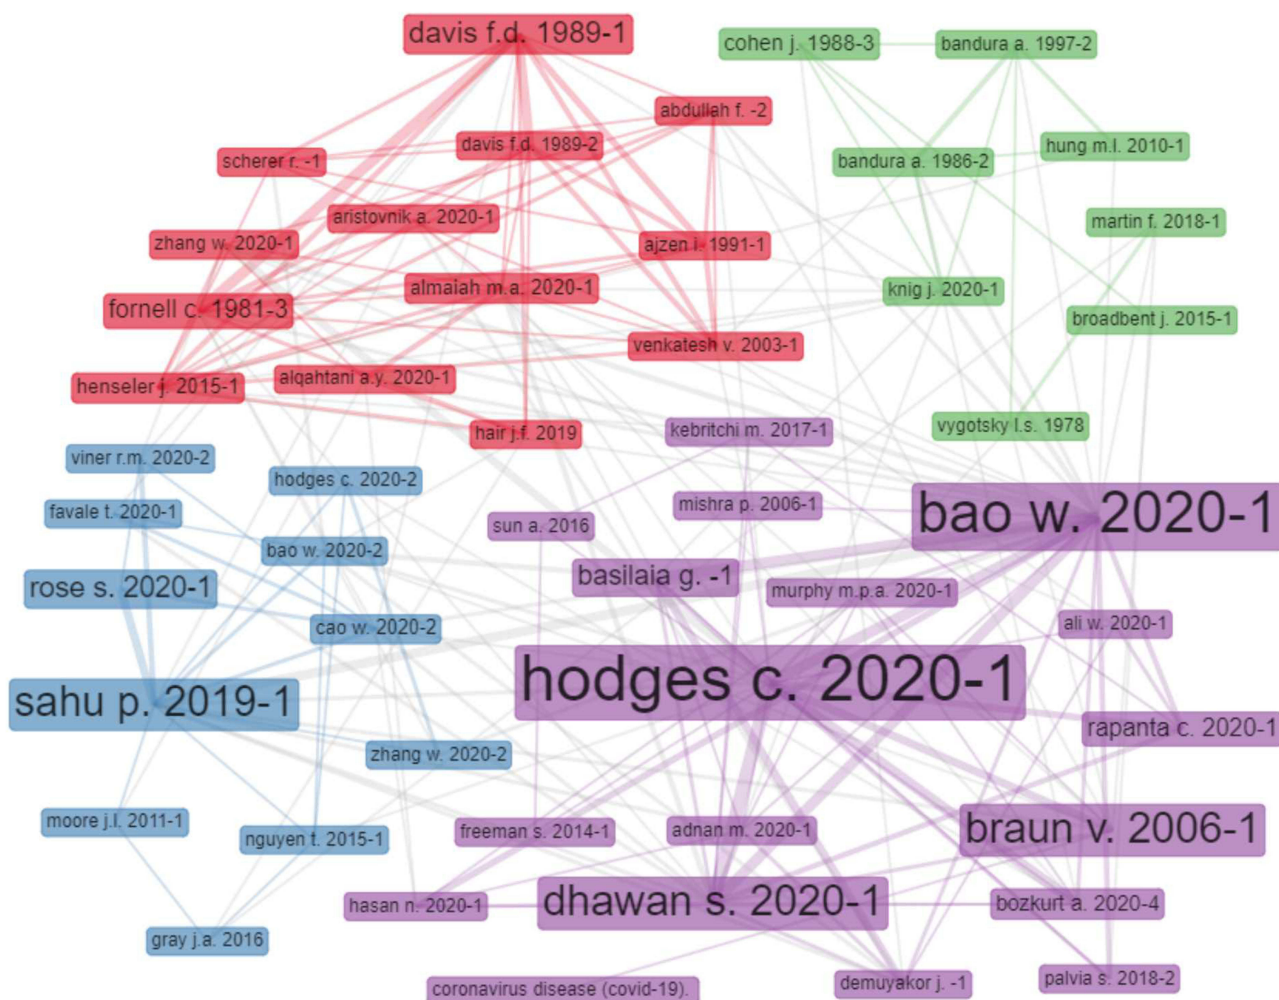 davis f.d. 1989-1
cohen j. 1988-3
bandura a. 1997-2
abdullah f. -2
scherer r. -1
davis f.d. 1989-2
bandura a. 1986-2
hung m.l. 2010-1
aristovnik a. 2020-1
martin f. 2018-1
zhang w. 2020-1
ajzen i. 1991-1
almaiah m.a. 2020-1
knig j. 2020-1
fornell c. 1981-3
broadbent j. 2015-1
venkatesh v. 2003-1
henseler j. 2015-1
alqahtani a.y. 2020-1
hair j.f. 2019
kebritchi m. 2017-1
vygotsky l.s. 1978
viner r.m. 2020-2
hodges c. 2020-2
favale t. 2020-1
sun a. 2016
mishra p. 2006-1
bao w. 2020-1
bao w. 2020-2
rose s. 2020-1
basilaia g. -1
murphy m.p.a. 2020-1
cao w. 2020-2
ali w. 2020-1
sahu p. 2019-1
hodges c. 2020-1
rapanta c. 2020-1
zhang w. 2020-2
moore j.l. 2011-1
nguyen t. 2015-1
freeman s. 2014-1
adnan m. 2020-1
braun v. 2006-1
hasan n. 2020-1
dhawan s. 2020-1
bozkurt a. 2020-4
gray j.a. 2016
coronavirus disease (covid-19).
demuyakor j. -1
palvia s. 2018-2